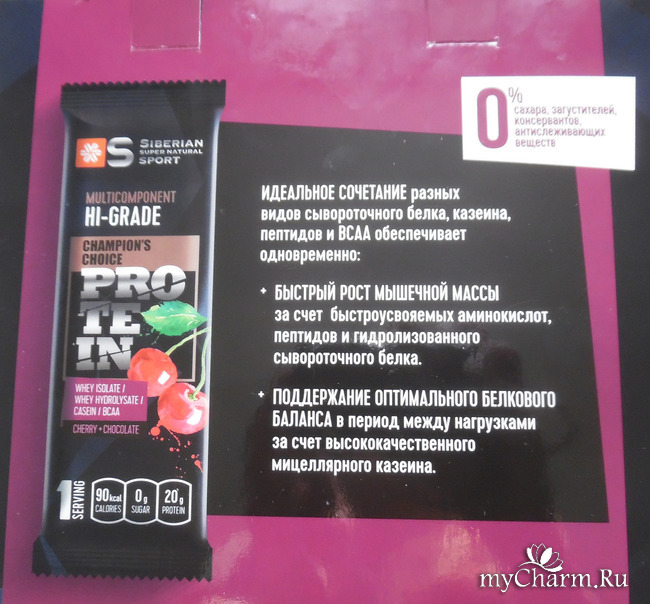 0%
сахара, загустителей,
консервантов,
антислеживающих
веществ
SIBERIAN
SUPER NATURAL
SPORT
MULTICOMPONENT
HI-GRADE
CHAMPION'S
CHOICE
PRO
TE
IN
WHEY ISOLATE /
WHEY HYDROLYSATE /
CASEIN / BCAA
CHERRY + CHOCOLATE
1 SERVING
90kcal CALORIES
0g SUGAR
20g PROTEIN
ИДЕАЛЬНОЕ СОЧЕТАНИЕ разных
видов сывороточного белка, казеина,
пептидов и BCAA обеспечивает
одновременно:
+ БЫСТРЫЙ РОСТ МЫШЕЧНОЙ МАССЫ
за счет быстроусвояемых аминокислот,
пептидов и гидролизованного
сывороточного белка.
+ ПОДДЕРЖАНИЕ ОПТИМАЛЬНОГО БЕЛКОВОГО
БАЛАНСА в период между нагрузками
за счет высококачественного
мицеллярного казеина.
myCharm.Ru